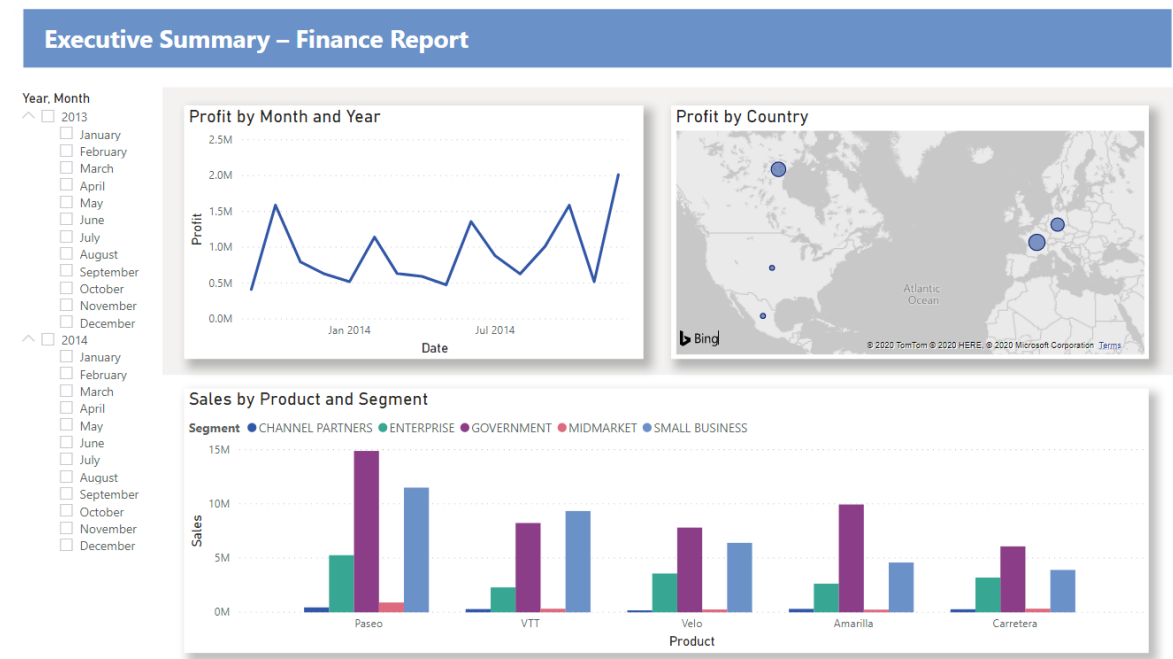 Executive Summary – Finance Report
Year, Month
2013
January
February
March
April
May
June
July
August
September
October
November
December
2014
January
February
March
April
May
June
July
August
September
October
November
December
Profit by Month and Year
2.5M
2.0M
1.5M
1.0M
0.5M
0.0M
Profit
Jan 2014 Jul 2014
Date
Profit by Country
Atlantic
Ocean
Bing
© 2020 TomTom © 2020 HERE, © 2020 Microsoft Corporation Terms
Sales by Product and Segment
Segment CHANNEL PARTNERS ENTERPRISE GOVERNMENT MIDMARKET SMALL BUSINESS
15M
10M
5M
0M
Sales
Paseo VTT Velo Amarilla Carretera
Product